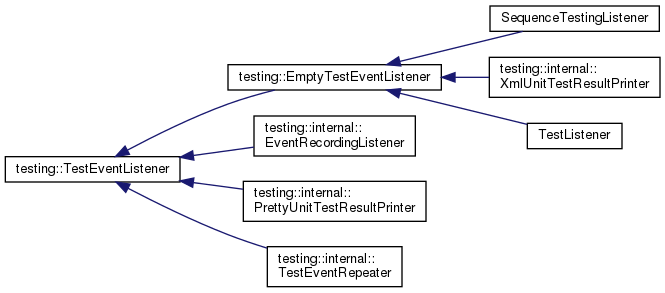 SequenceTestingListener
testing::EmptyTestEventListener
testing::internal::
XmlUnitTestResultPrinter
TestListener
testing::internal::
EventRecordingListener
testing::TestEventListener
testing::internal::
PrettyUnitTestResultPrinter
testing::internal::
TestEventRepeater